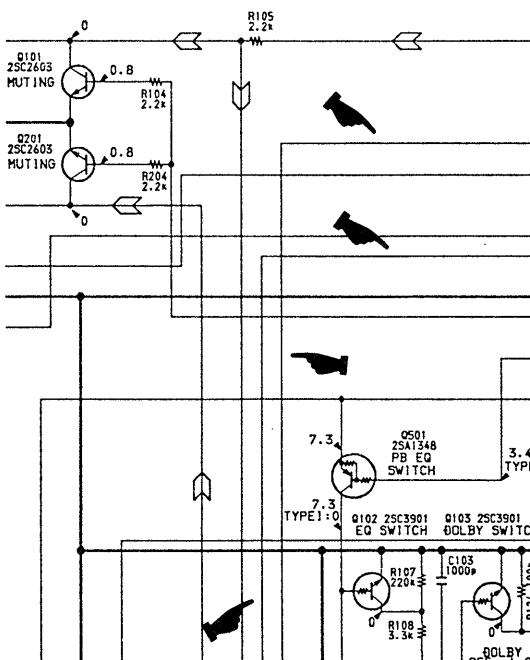 0
R105
2.2k
Q101
2SC2603
MUTING
0.8
R104
2.2k
Q201
2SC2603
MUTING
0.8
R204
2.2k
0
7.3
Q501
2SA1348
PB EQ
SWITCH
3.4
TYPE
7.3
TYPEI:0
Q102 2SC3901
EQ SWITCH
Q103 2SC3901
DOLBY SWITC
R107
220k
C103
1000p
0
R108
3.3k
0
DOLBY